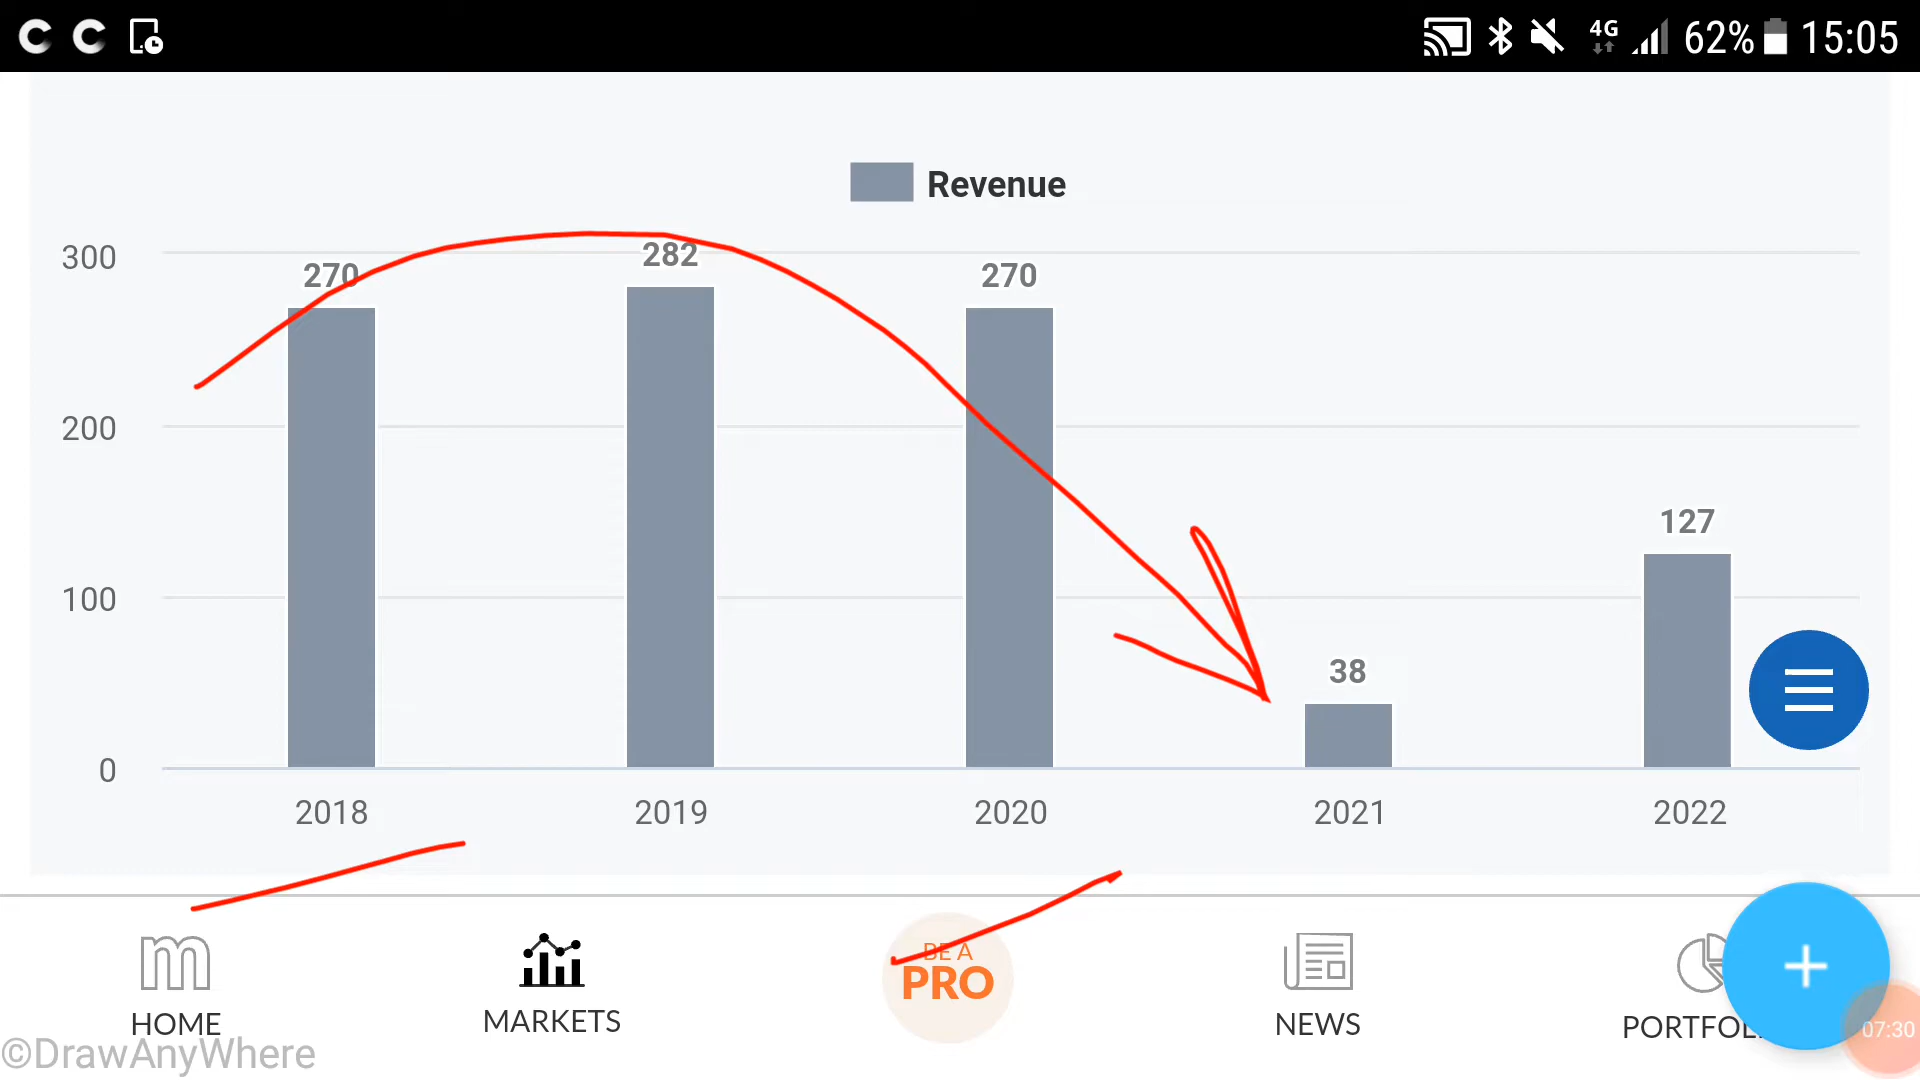 4G 62% 15:05
Revenue
300
270 282 270
200
127
100
38
0
2018 2019 2020 2021 2022
BE A
PRO
HOME MARKETS NEWS
07:30
©DrawAnyWhere